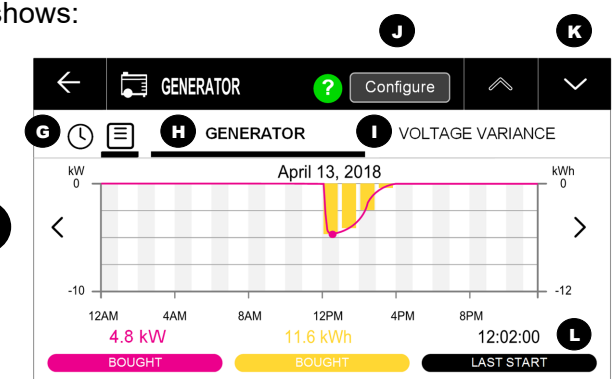 shows:
J
K
GENERATOR
?
Configure
G
H
GENERATOR
I
VOLTAGE VARIANCE
kW
April 13, 2018
kWh
0
0
-10
-12
12AM 4AM 8AM 12PM 4PM 8PM
4.8 kW
11.6 kWh
12:02:00
L
BOUGHT
BOUGHT
LAST START